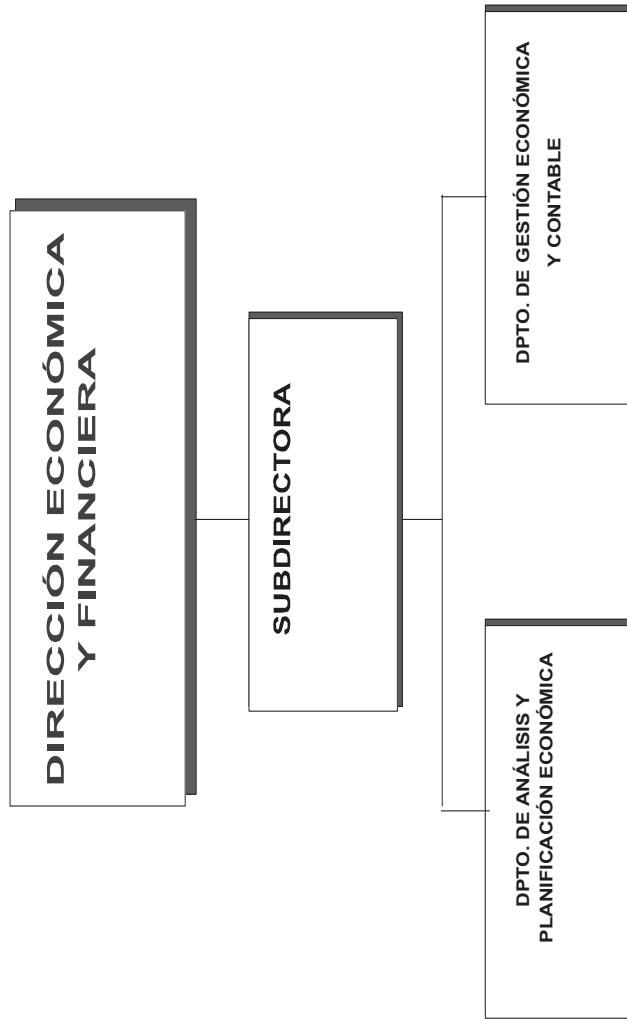 DIRECCIÓN ECONÓMICA
Y FINANCIERA
SUBDIRECTORA
DPTO. DE ANÁLISIS Y
PLANIFICACIÓN ECONÓMICA
DPTO. DE GESTIÓN ECONÓMICA
Y CONTABLE